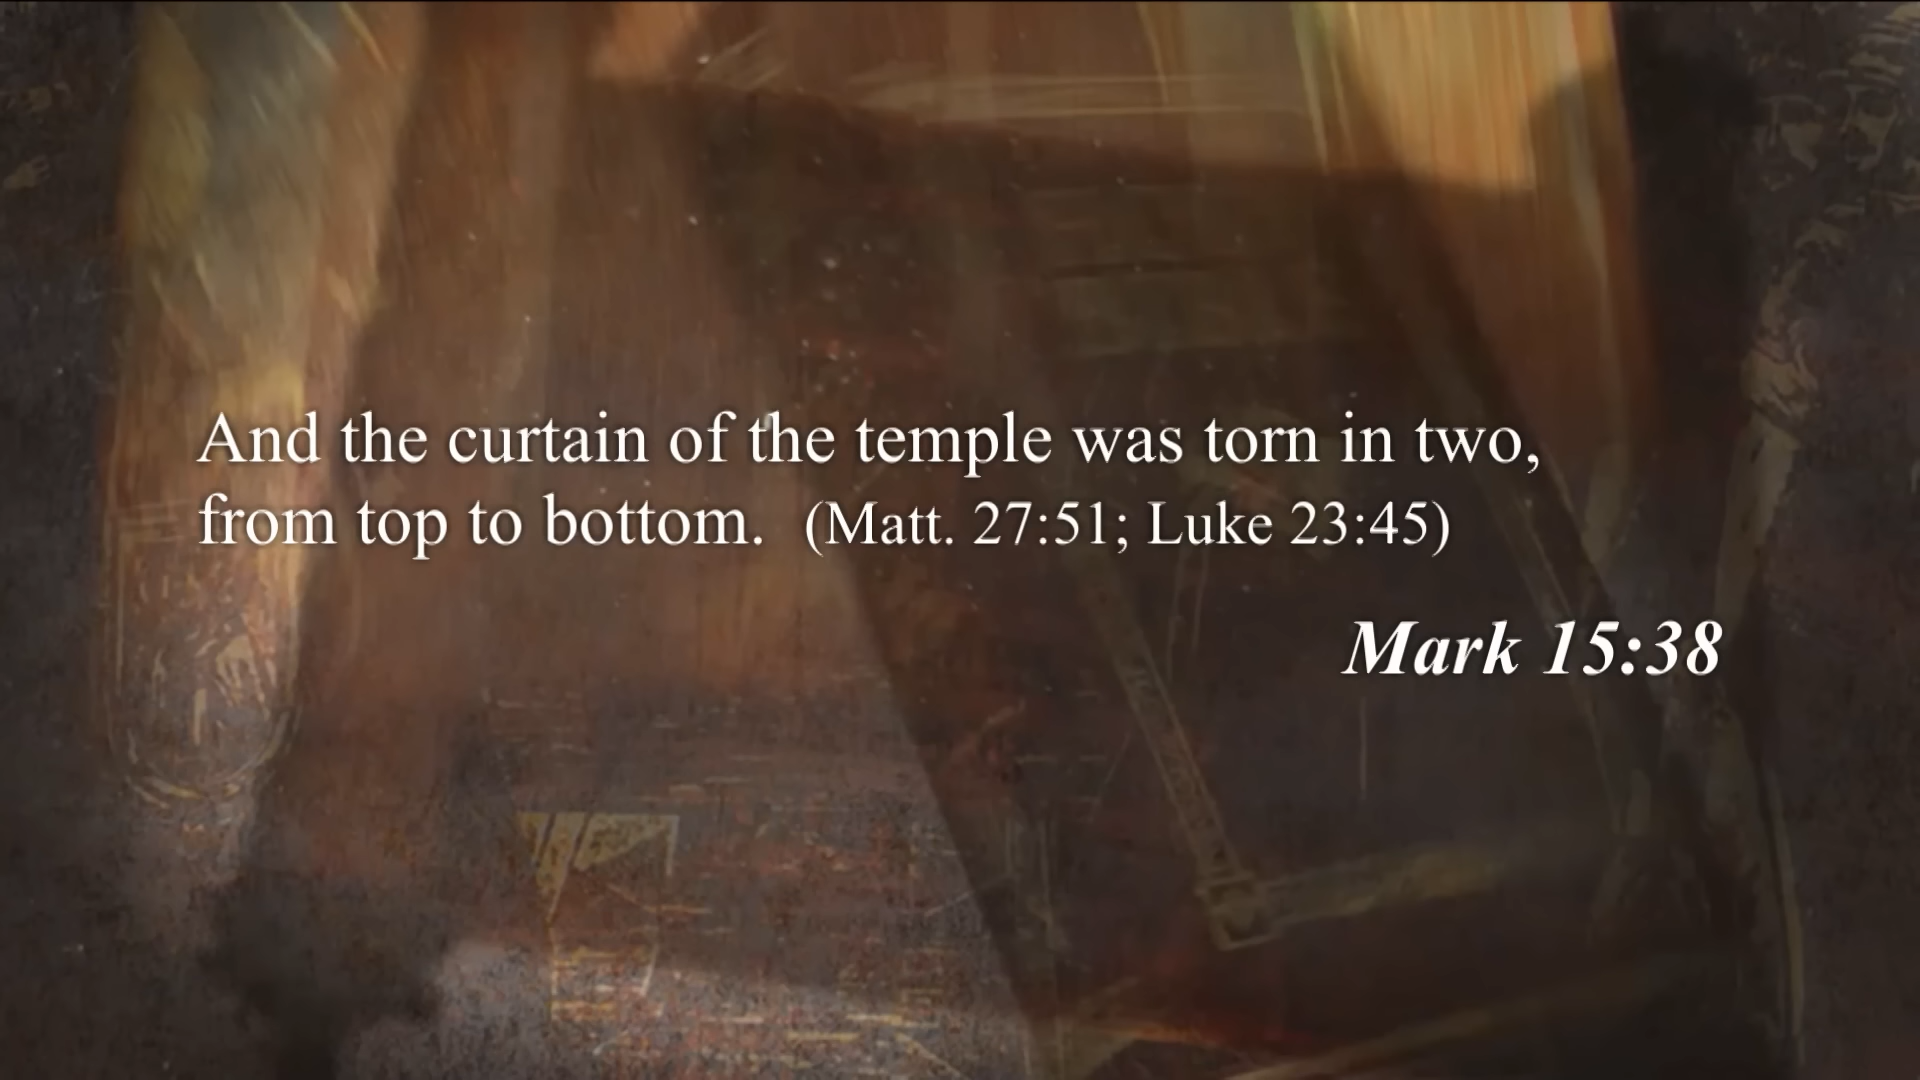 And the curtain of the temple was torn in two,
from top to bottom. (Matt. 27:51; Luke 23:45)
Mark 15:38